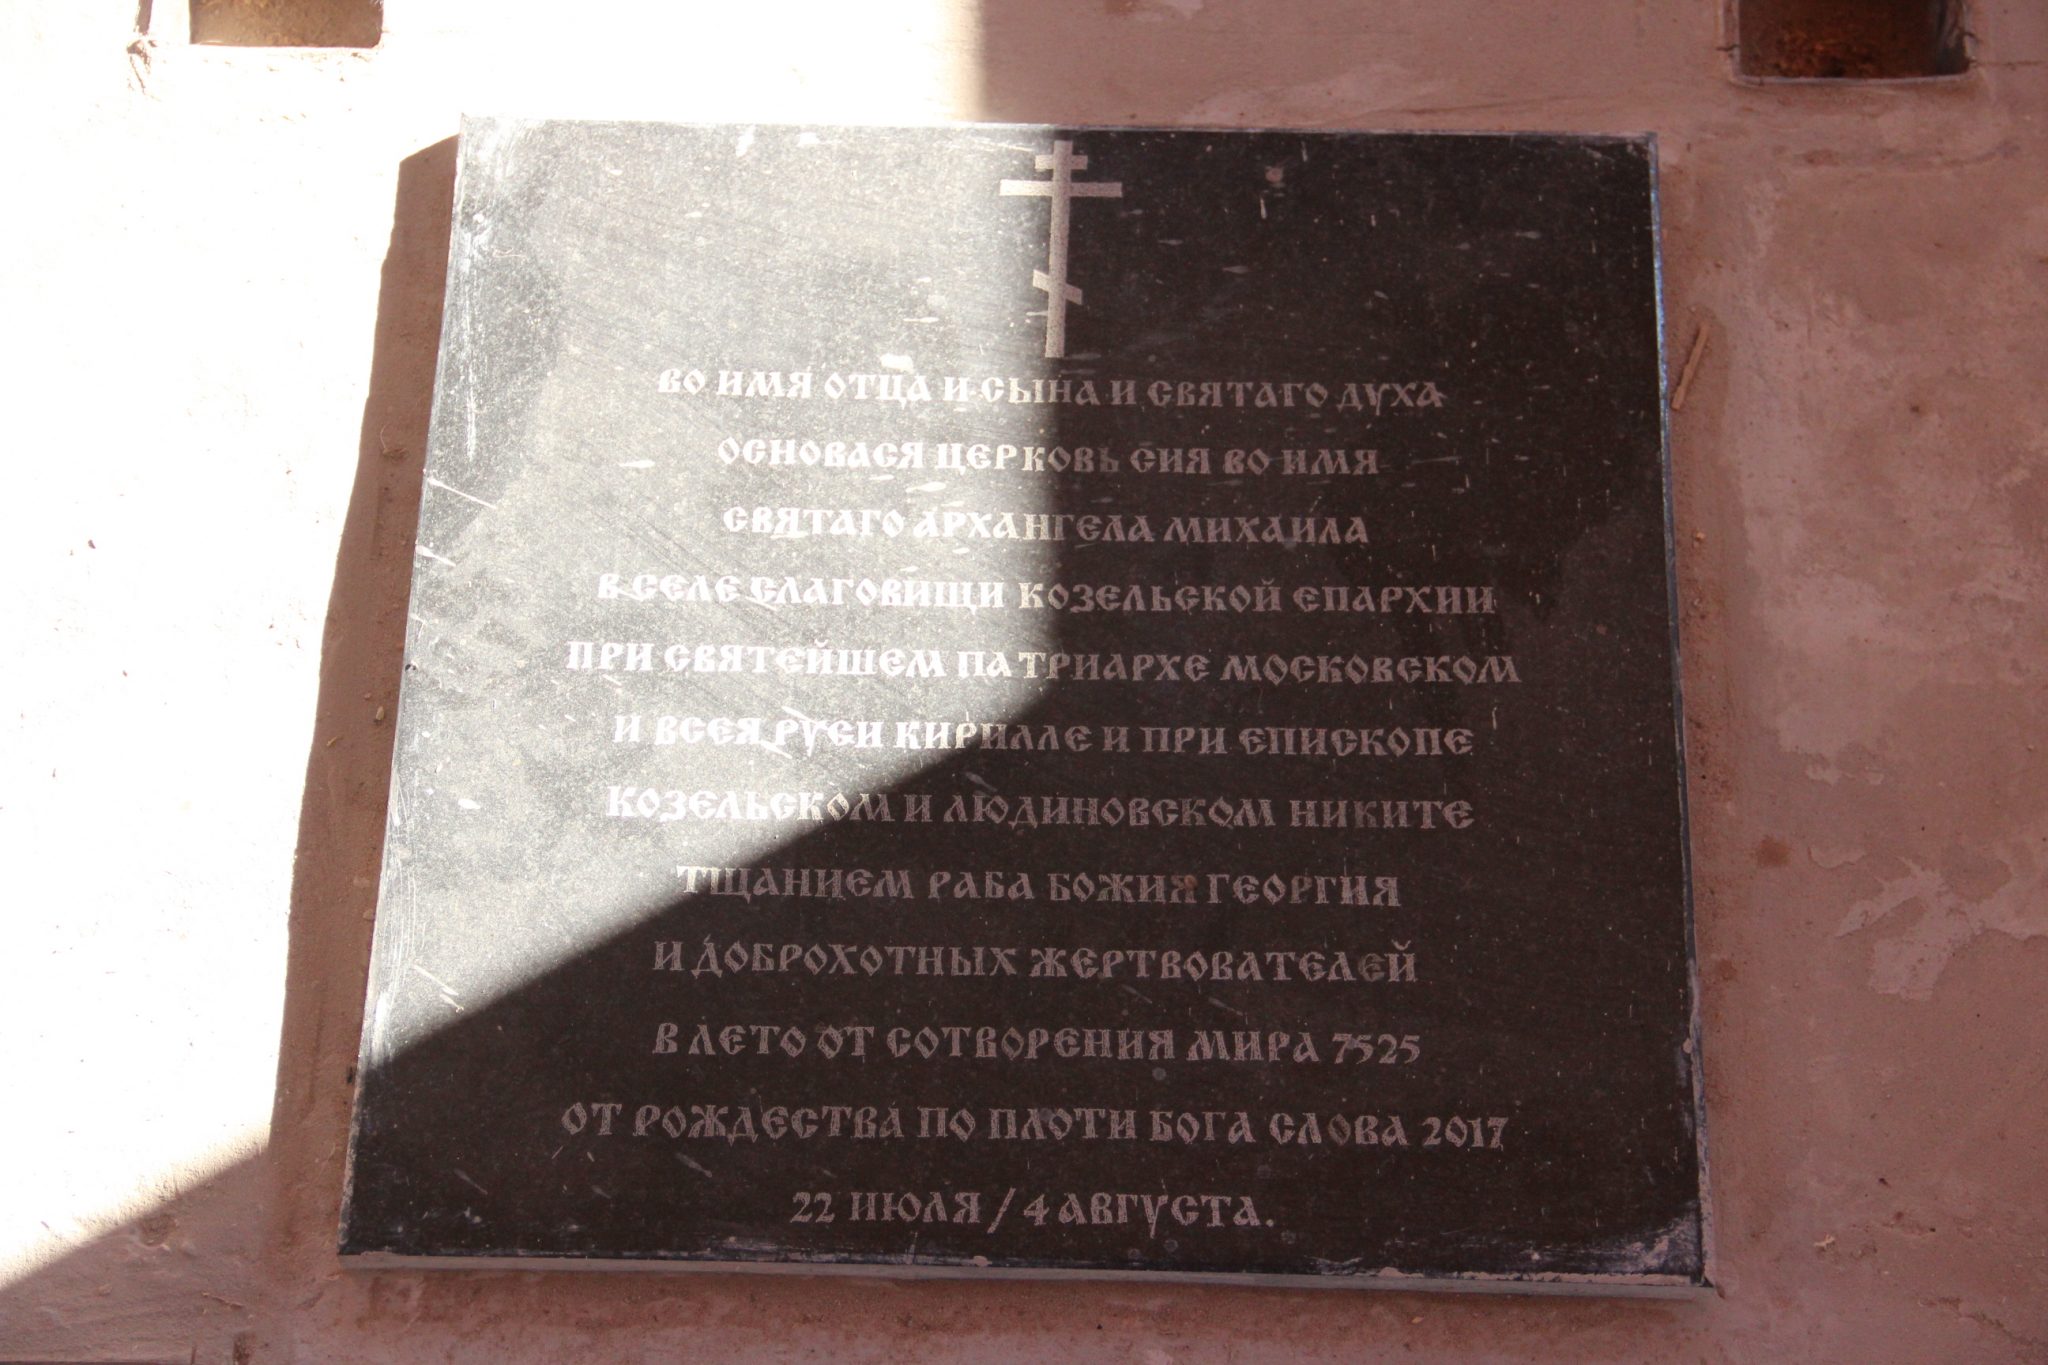 ВО ИМЯ ОТЦА И СЫНА И СВЯТАГО ДУХА
ОСНОВАСЯ ЦЕРКОВЬ СИЯ ВО ИМЯ
СВЯТАГО АРХАНГЕЛА МИХАИЛА
В СЕЛЕ СЛАГОВИЩИ КОЗЕЛЬСКОЙ ЕПАРХИИ
ПРИ СВЯТЕЙШЕМ ПАТРИАРХЕ МОСКОВСКОМ
И ВСЕЯ РУСИ КИРИЛЛЕ И ПРИ ЕПИСКОПЕ
КОЗЕЛЬСКОМ И ЛЮДИНОВСКОМ НИКИТЕ
ТЩАНИЕМ РАБА БОЖИЯ ГЕОРГИЯ
И ДОБРОХОТНЫХ ЖЕРТВОВАТЕЛЕЙ
В ЛЕТО ОТ СОТВОРЕНИЯ МИРА 7525
ОТ РОЖДЕСТВА ПО ПЛОТИ БОГА СЛОВА 2017
22 ИЮЛЯ / 4 АВГУСТА.